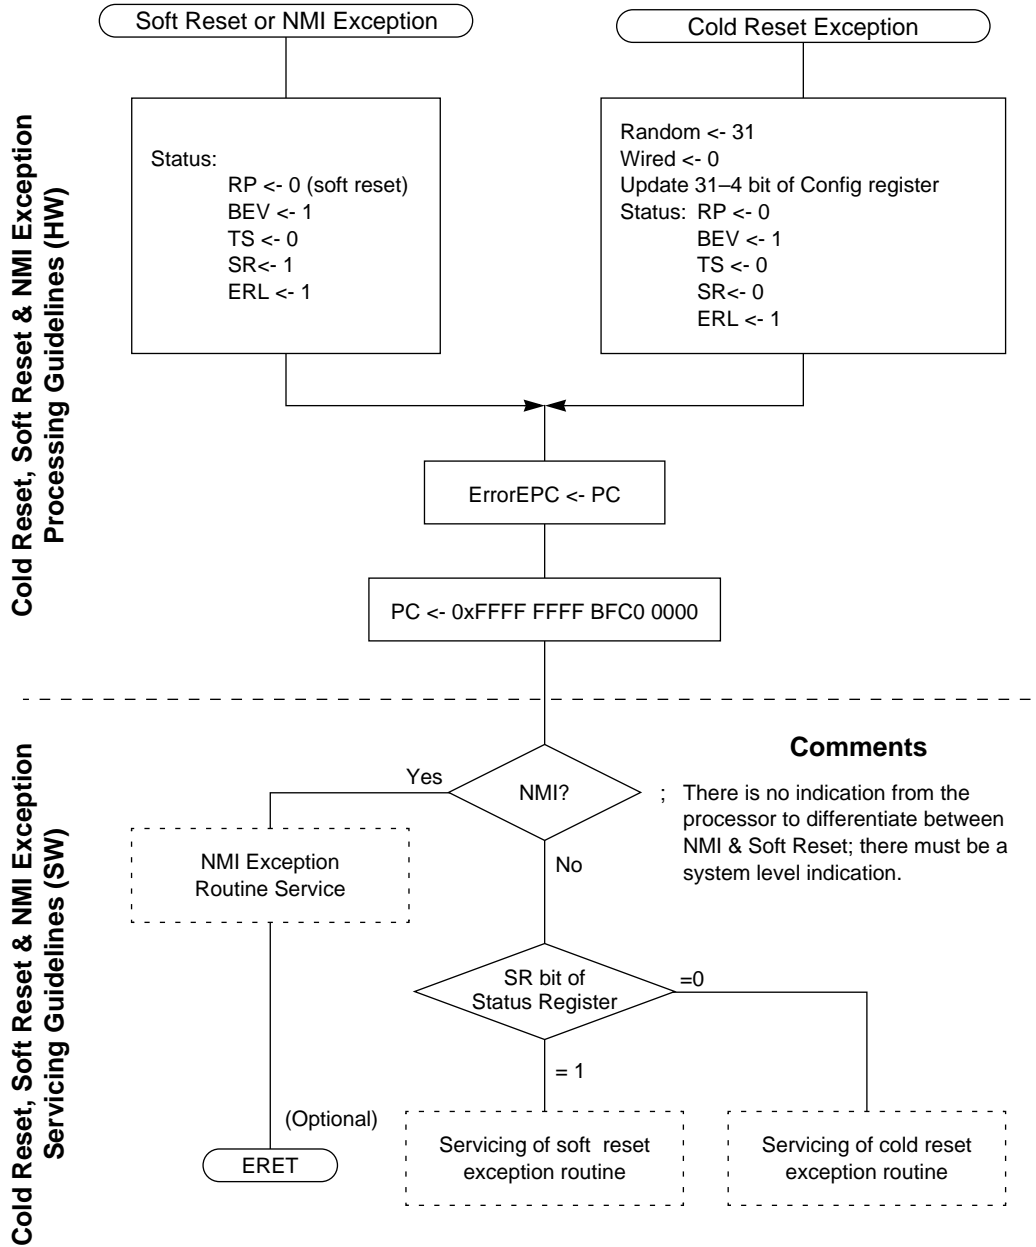 Soft Reset or NMI Exception
Cold Reset Exception
Cold Reset, Soft Reset & NMI Exception
Processing Guidelines (HW)
Status:
RP <- 0 (soft reset)
BEV <- 1
TS <- 0
SR<- 1
ERL <- 1
Random <- 31
Wired <- 0
Update 31–4 bit of Config register
Status: RP <- 0
BEV <- 1
TS <- 0
SR<- 0
ERL <- 1
ErrorEPC <- PC
PC <- 0xFFFF FFFF BFC0 0000
Cold Reset, Soft Reset & NMI Exception
Servicing Guidelines (SW)
Comments
Yes
NMI?
; There is no indication from the
processor to differentiate between
NMI & Soft Reset; there must be a
system level indication.
NMI Exception
Routine Service
No
SR bit of
Status Register
=0
= 1
(Optional)
ERET
Servicing of soft reset
exception routine
Servicing of cold reset
exception routine